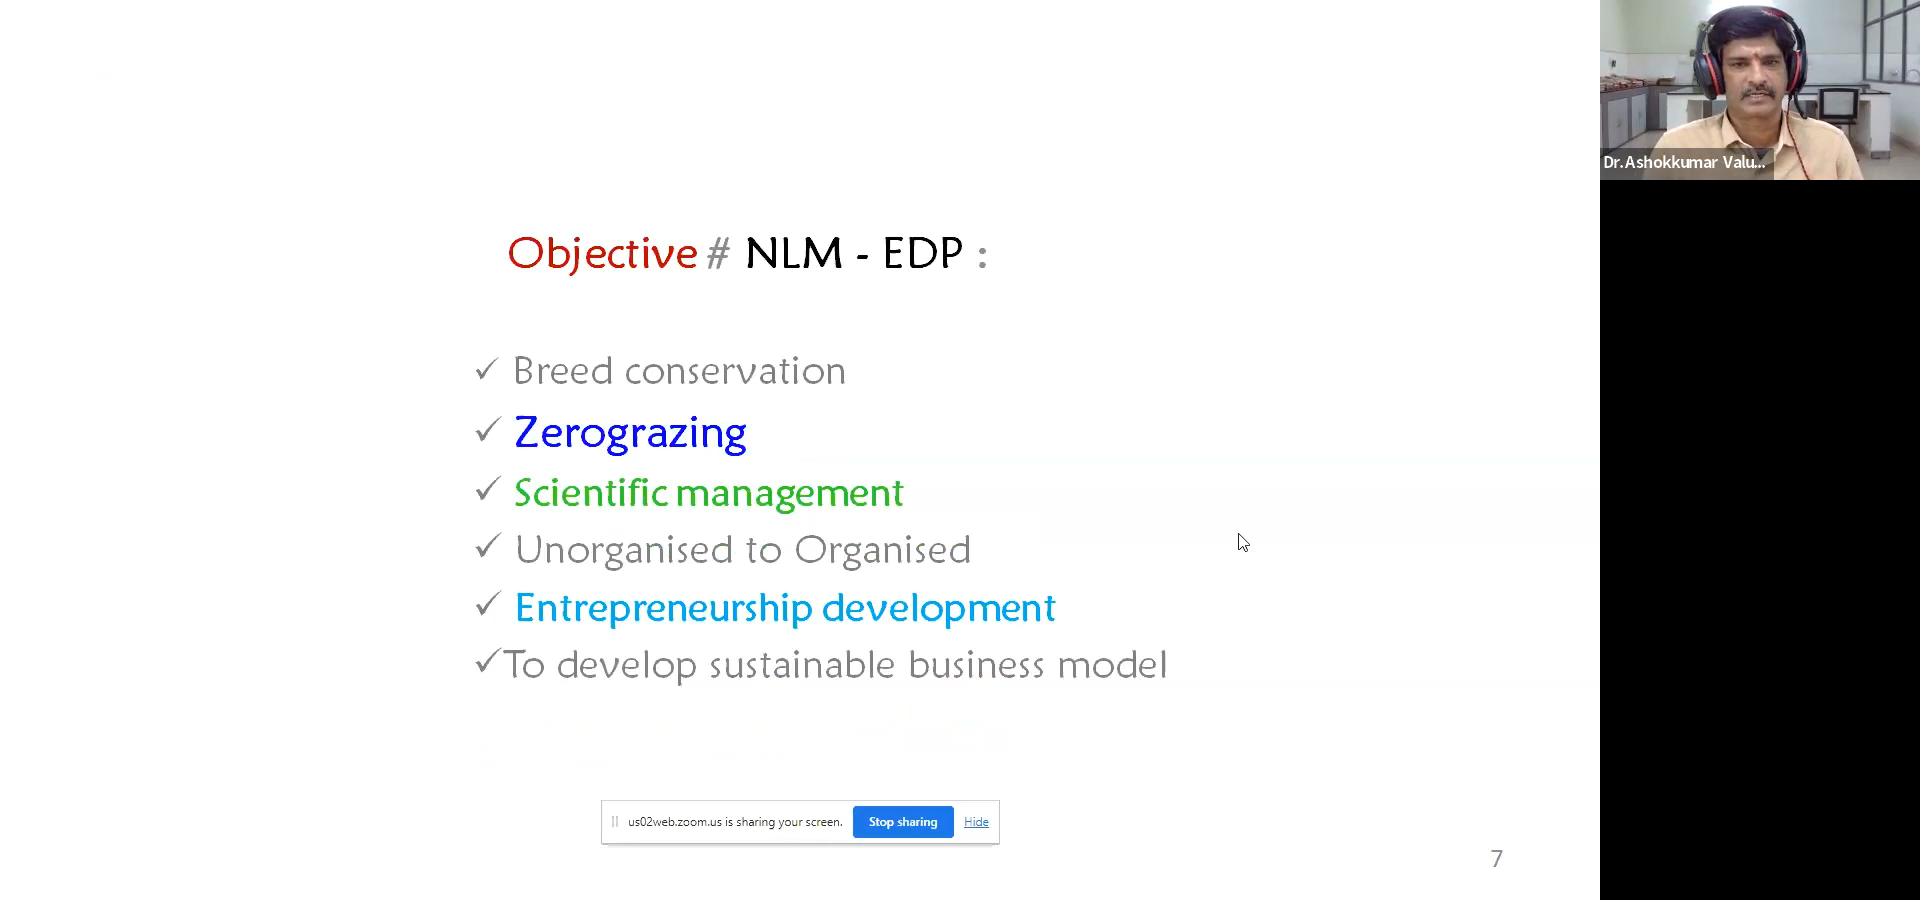 Dr.Ashokkumar Valu...
Objective # NLM - EDP :
✓ Breed conservation
✓ Zerograzing
✓ Scientific management
✓ Unorganised to Organised
✓ Entrepreneurship development
✓To develop sustainable business model
us02web.zoom.us is sharing your screen. Stop sharing Hide
7